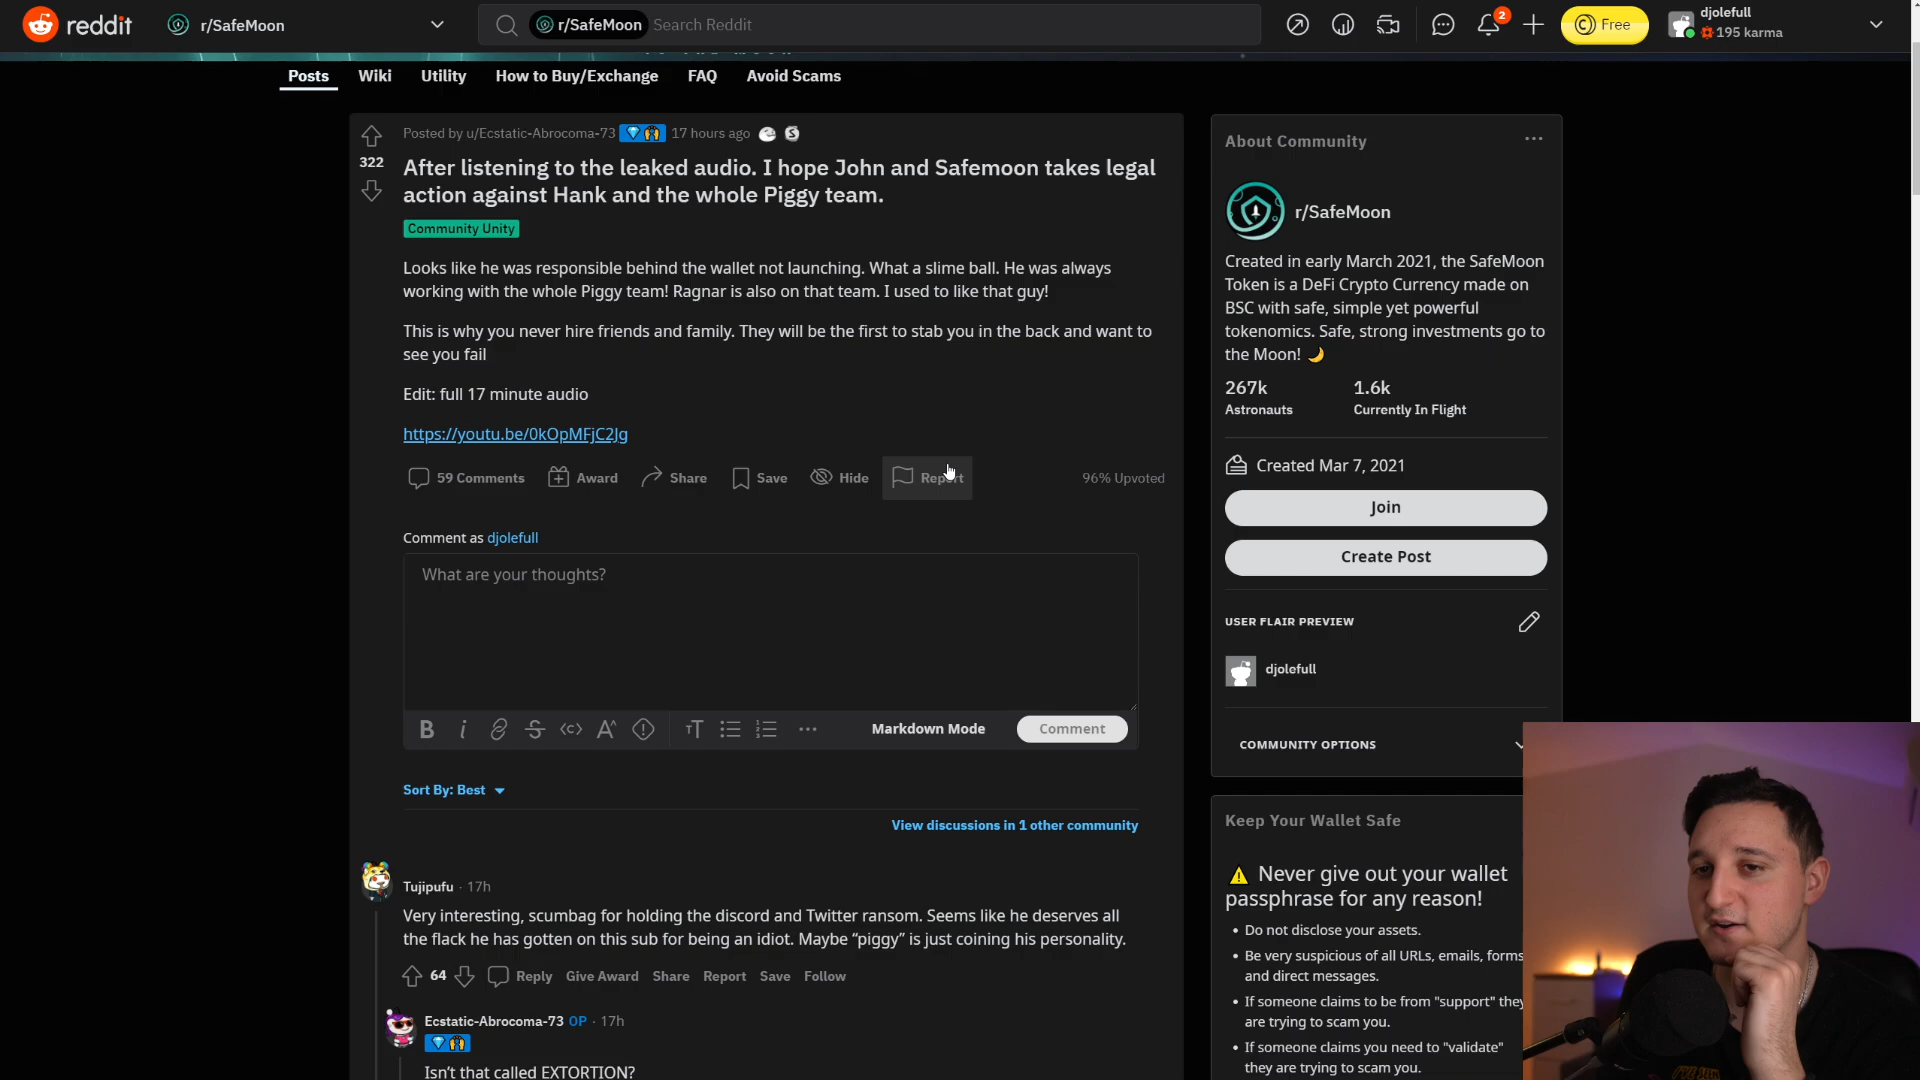 reddit
r/SafeMoon
r/SafeMoon Search Reddit
2
Free
djolefull
195 karma
Posts Wiki Utility How to Buy/Exchange FAQ Avoid Scams
Posted by u/Ecstatic-Abrocoma-73 17 hours ago
322
After listening to the leaked audio. I hope John and Safemoon takes legal
action against Hank and the whole Piggy team.
Community Unity
Looks like he was responsible behind the wallet not launching. What a slime ball. He was always
working with the whole Piggy team! Ragnar is also on that team. I used to like that guy!
This is why you never hire friends and family. They will be the first to stab you in the back and want to
see you fail
Edit: full 17 minute audio
https://youtu.be/0kOpMFjC2Jg
59 Comments Award Share Save Hide Report 96% Upvoted
Comment as djolefull
What are your thoughts?
Markdown Mode Comment
Sort By: Best
View discussions in 1 other community
Tujipufu · 17h
Very interesting, scumbag for holding the discord and Twitter ransom. Seems like he deserves all
the flack he has gotten on this sub for being an idiot. Maybe “piggy” is just coining his personality.
64 Reply Give Award Share Report Save Follow
Ecstatic-Abrocoma-73 OP · 17h
Isn't that called EXTORTION?
About Community
r/SafeMoon
Created in early March 2021, the SafeMoon
Token is a DeFi Crypto Currency made on
BSC with safe, simple yet powerful
tokenomics. Safe, strong investments go to
the Moon! 🌙
267k 1.6k
Astronauts Currently In Flight
Created Mar 7, 2021
Join
Create Post
USER FLAIR PREVIEW
djolefull
COMMUNITY OPTIONS
Keep Your Wallet Safe
⚠ Never give out your wallet
passphrase for any reason!
• Do not disclose your assets.
• Be very suspicious of all URLs, emails, forms
and direct messages.
• If someone claims to be from "support" they
are trying to scam you.
• If someone claims you need to "validate"
they are trying to scam you.